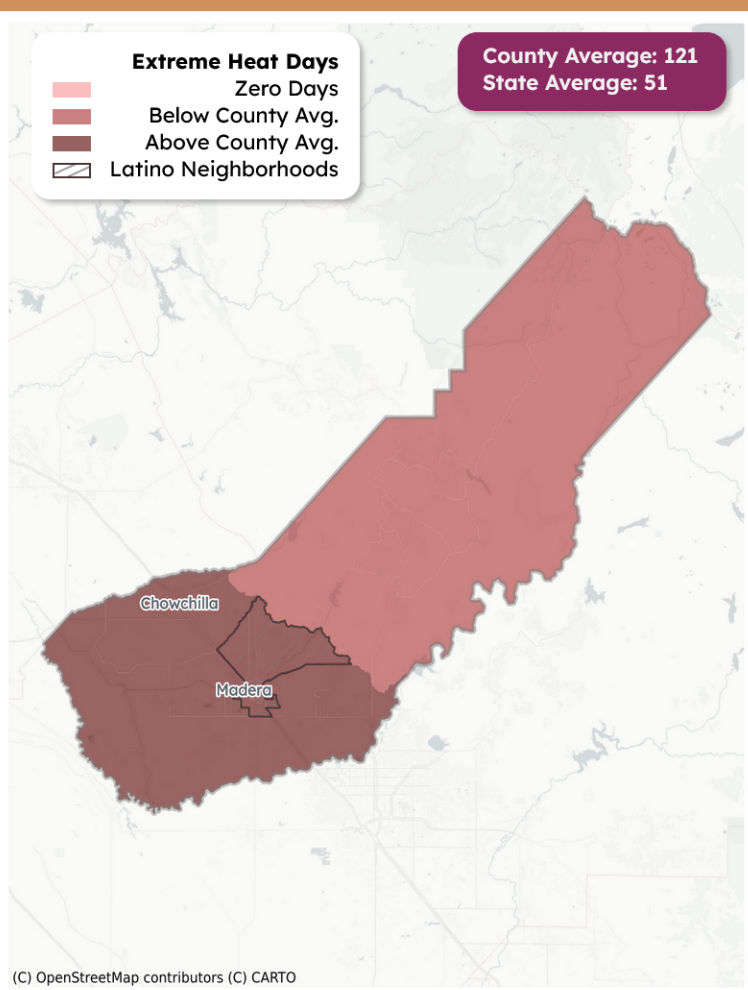 Extreme Heat Days
Zero Days
Below County Avg.
Above County Avg.
Latino Neighborhoods
County Average: 121
State Average: 51
Chowchilla
Madera
(C) OpenStreetMap contributors (C) CARTO